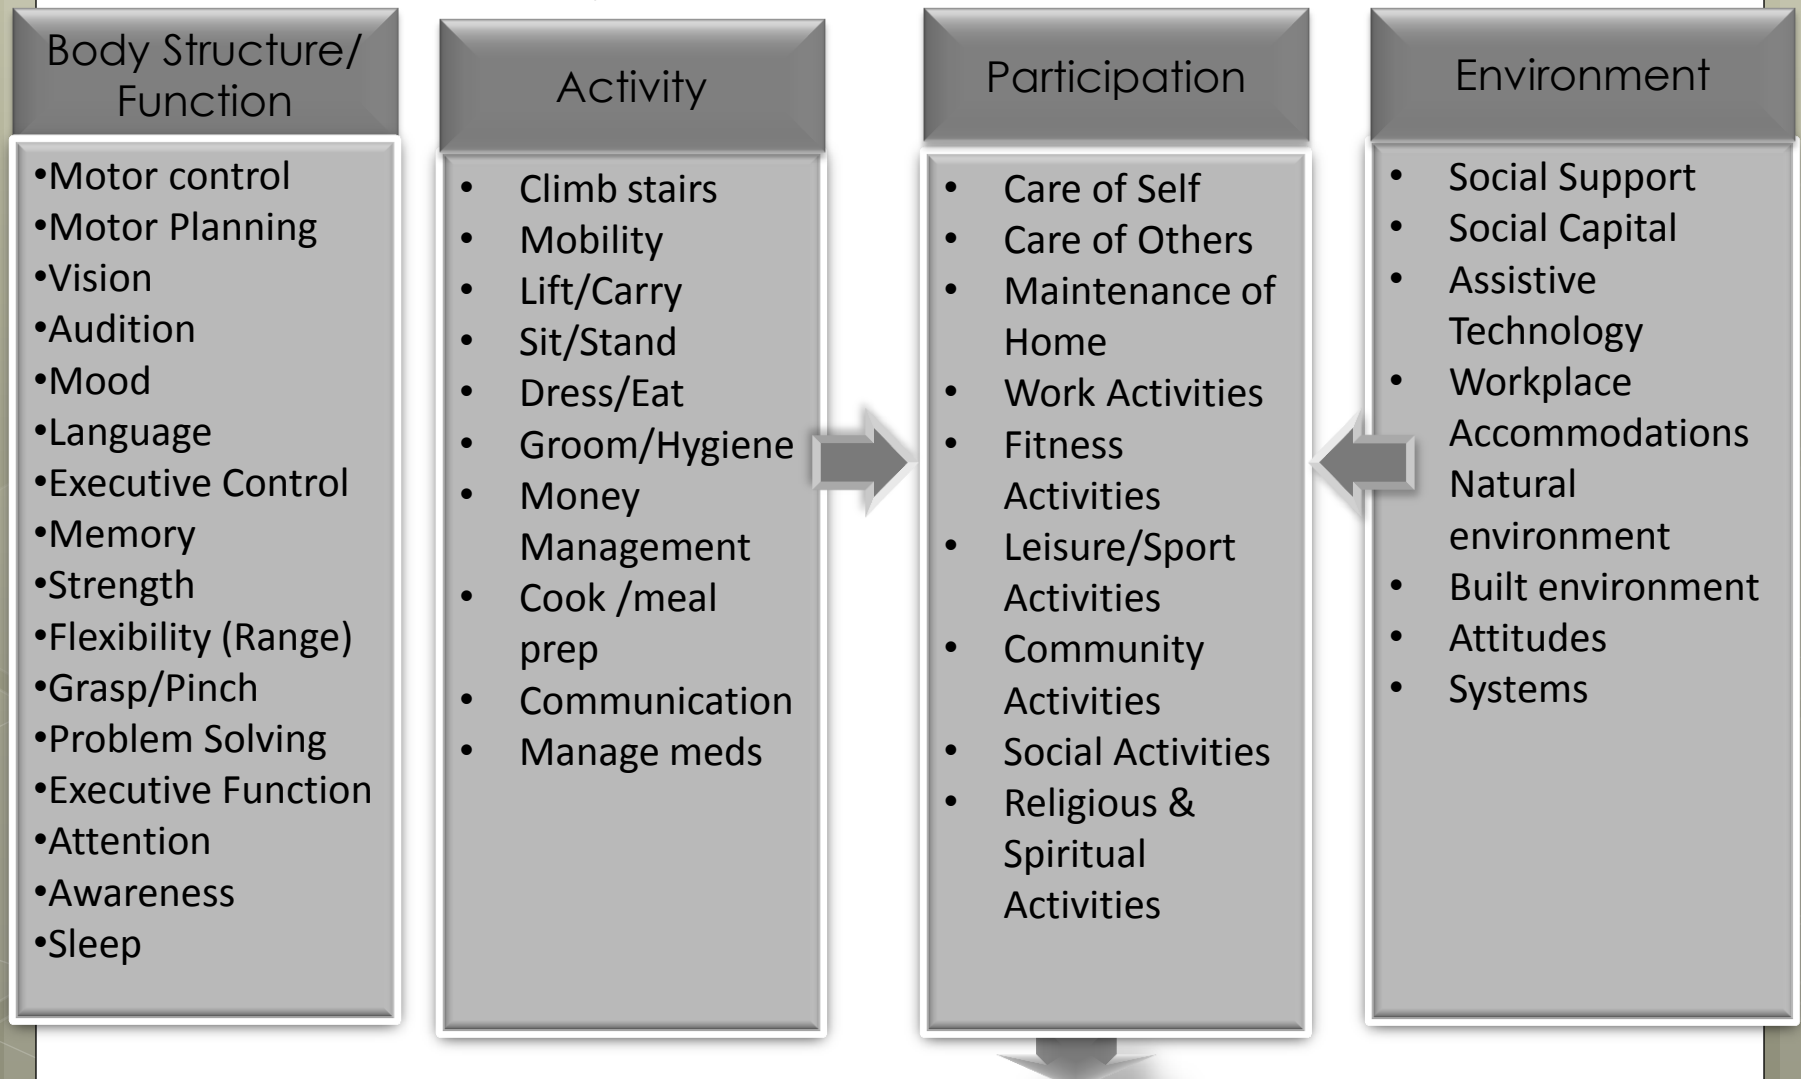 Body Structure/
Function
•Motor control
•Motor Planning
•Vision
•Audition
•Mood
•Language
•Executive Control
•Memory
•Strength
•Flexibility (Range)
•Grasp/Pinch
•Problem Solving
•Executive Function
•Attention
•Awareness
•Sleep
Activity
• Climb stairs
• Mobility
• Lift/Carry
• Sit/Stand
• Dress/Eat
• Groom/Hygiene
• Money
Management
• Cook /meal
prep
• Communication
• Manage meds
Participation
• Care of Self
• Care of Others
• Maintenance of
Home
• Work Activities
• Fitness
Activities
• Leisure/Sport
Activities
• Community
Activities
• Social Activities
• Religious &
Spiritual
Activities
Environment
• Social Support
• Social Capital
• Assistive
Technology
• Workplace
Accommodations
Natural
environment
• Built environment
• Attitudes
• Systems